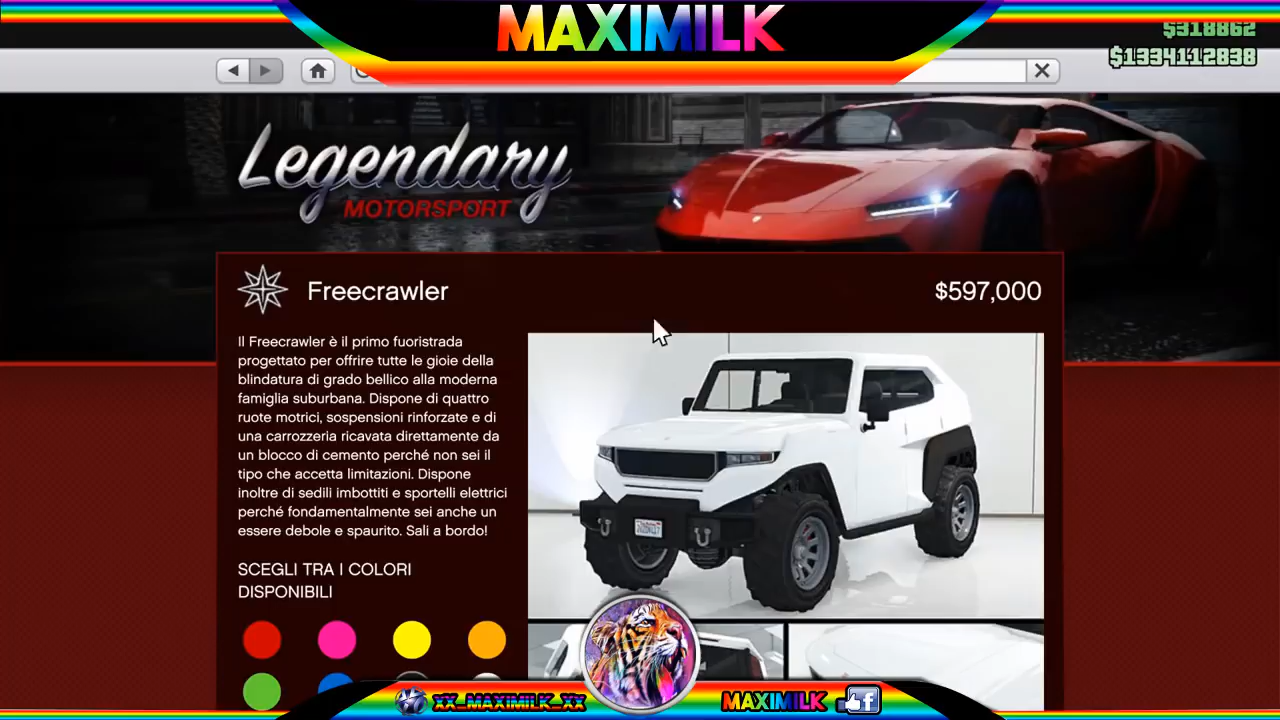 MAXIMILK
$318862
$1334112838
Legendary
MOTORSPORT
Freecrawler
$597,000
Il Freecrawler è il primo fuoristrada
progettato per offrire tutte le gioie della
blindatura di grado bellico alla moderna
famiglia suburbana. Dispone di quattro
ruote motrici, sospensioni rinforzate e di
una carrozzeria ricavata direttamente da
un blocco di cemento perché non sei il
tipo che accetta limitazioni. Dispone
inoltre di sedili imbottiti e sportelli elettrici
perché fondamentalmente sei anche un
essere debole e spaurito. Sali a bordo!
SCEGLI TRA I COLORI
DISPONIBILI
XX_MAXIMILK_XX
MAXIMILK